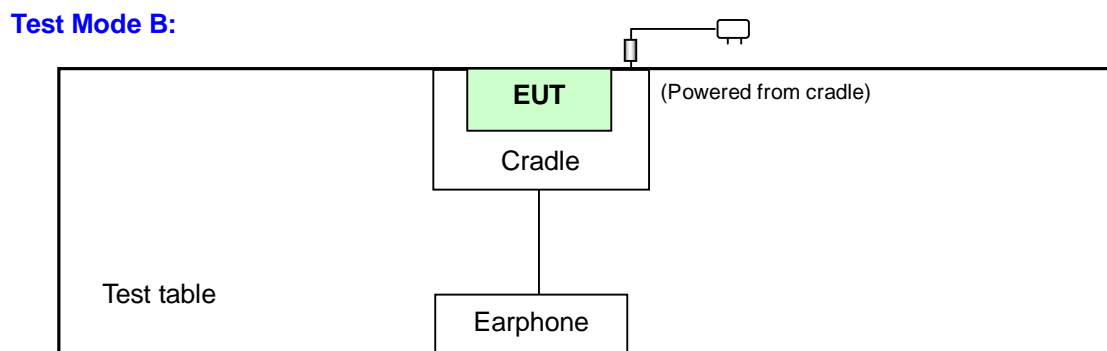 Test Mode B:
EUT
(Powered from cradle)
Cradle
Test table
Earphone